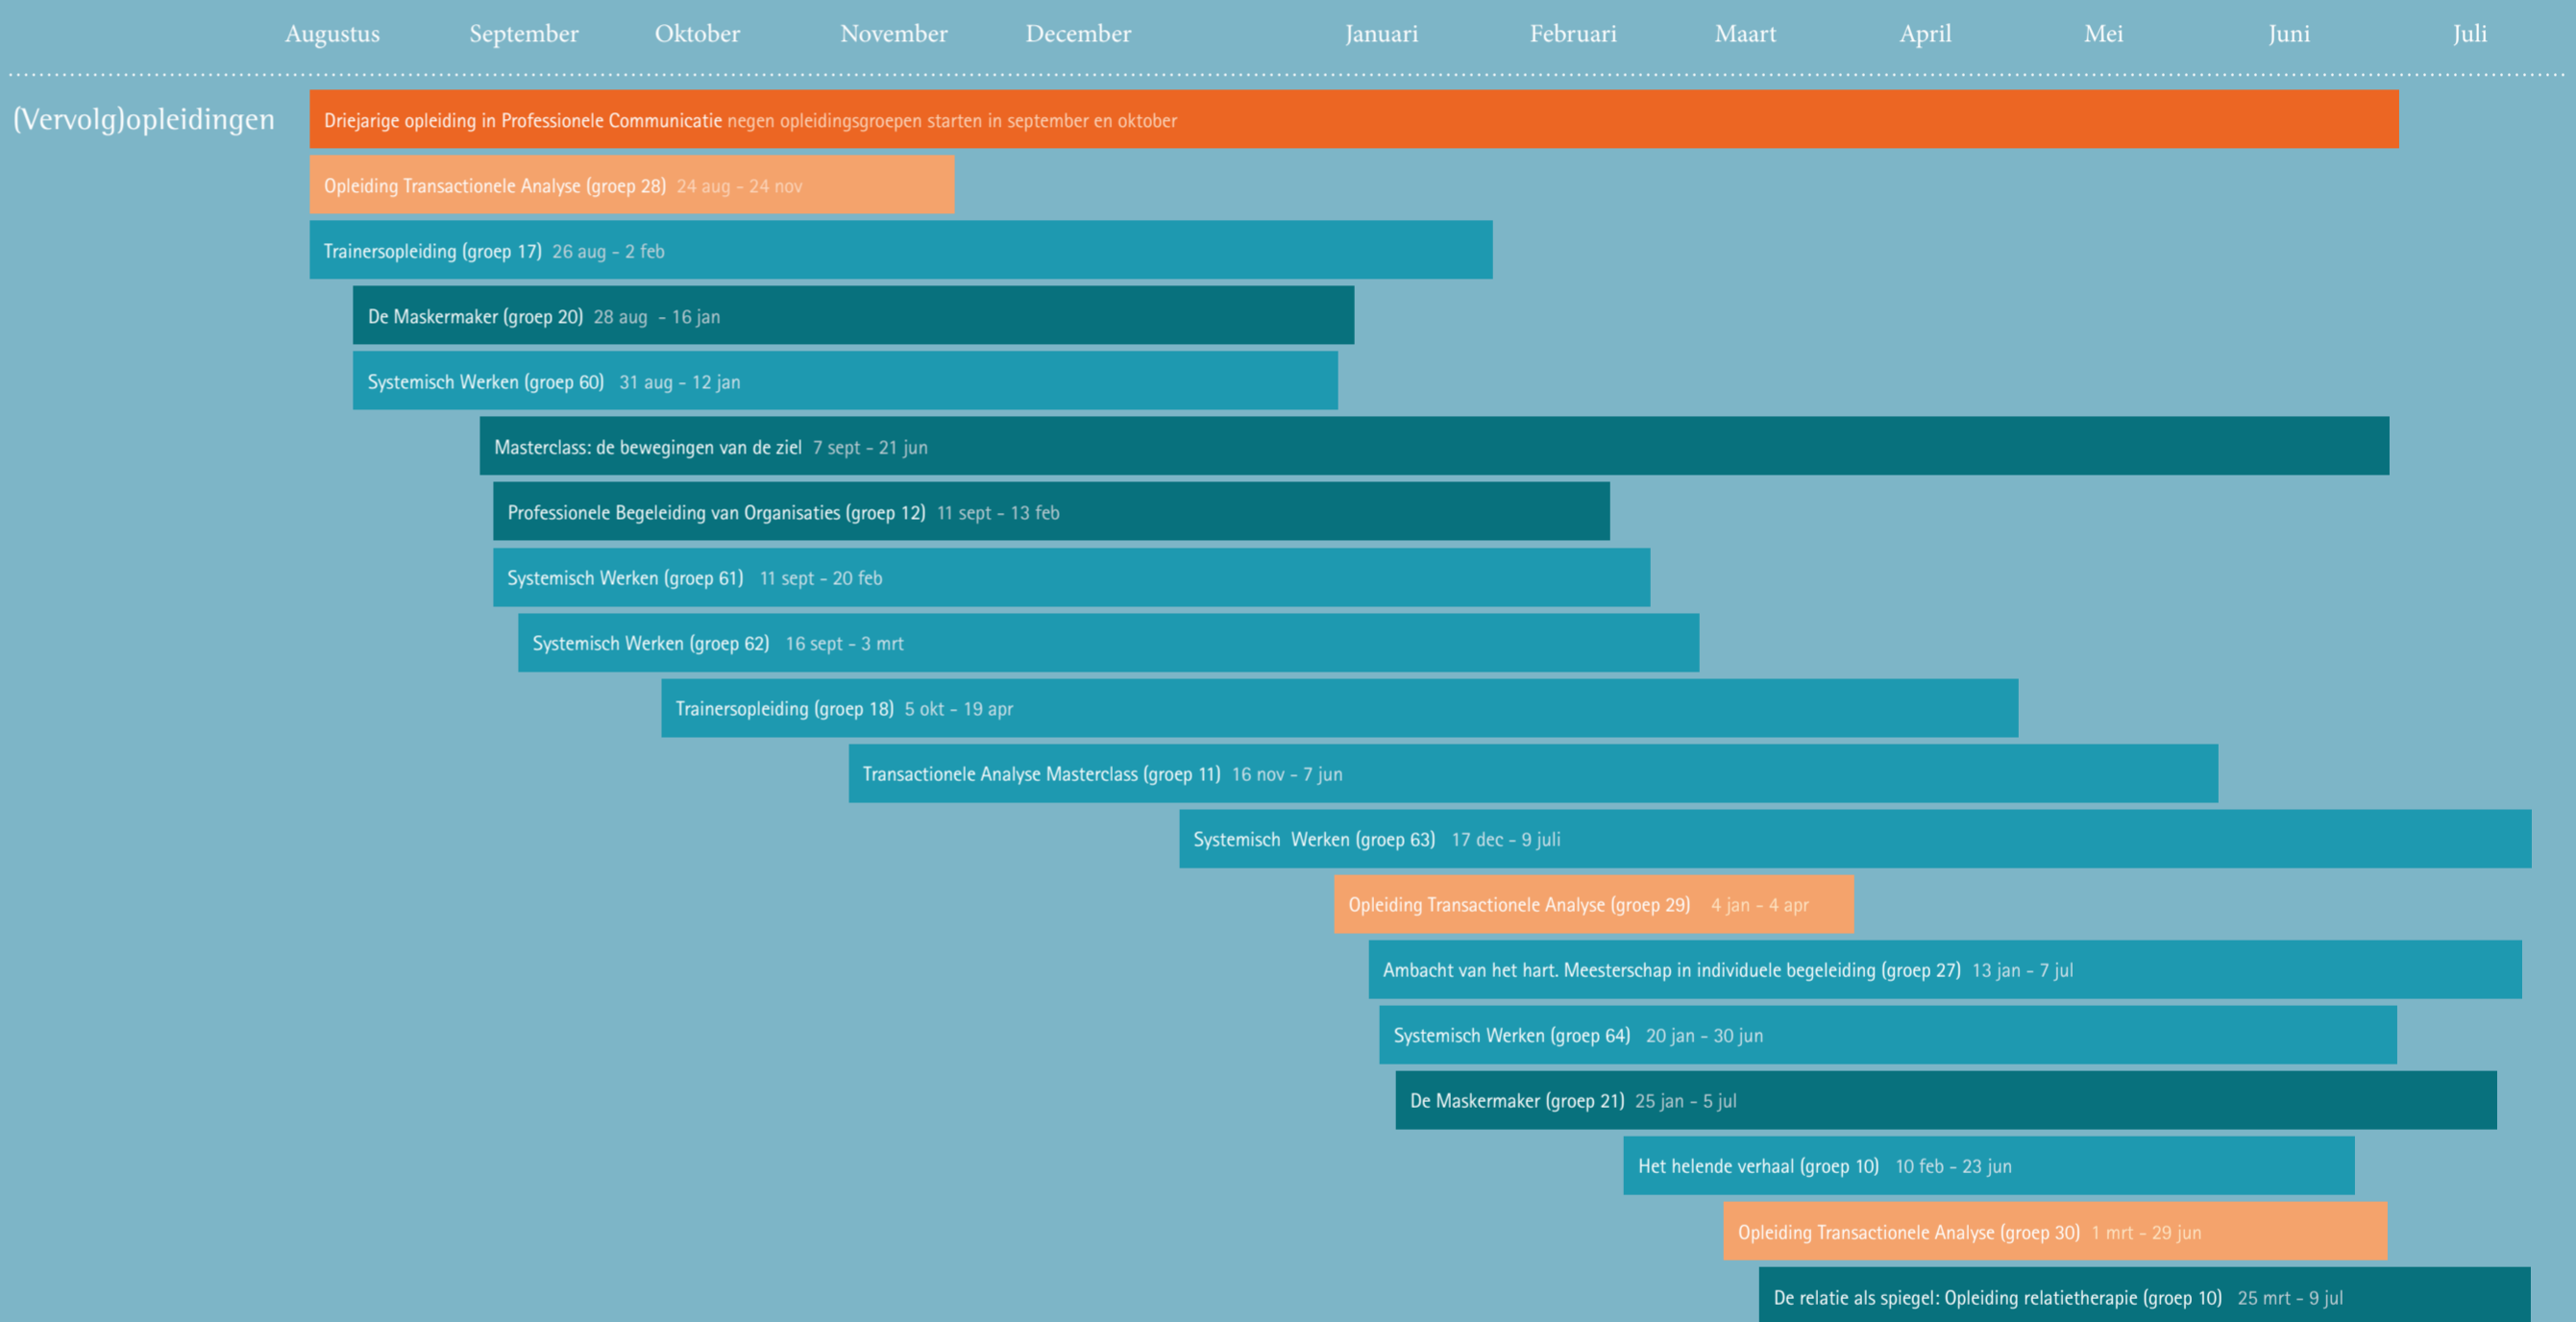 Augustus September Oktober November December Januari Februari Maart April Mei Juni Juli
(Vervolg)opleidingen
Driejarige opleiding in Professionele Communicatie negen opleidingsgroepen starten in september en oktober
Opleiding Transactionele Analyse (groep 28) 24 aug - 24 nov
Trainersopleiding (groep 17) 26 aug - 2 feb
De Maskermaker (groep 20) 28 aug - 16 jan
Systemisch Werken (groep 60) 31 aug - 12 jan
Masterclass: de bewegingen van de ziel 7 sept - 21 jun
Professionele Begeleiding van Organisaties (groep 12) 11 sept - 13 feb
Systemisch Werken (groep 61) 11 sept - 20 feb
Systemisch Werken (groep 62) 16 sept - 3 mrt
Trainersopleiding (groep 18) 5 okt - 19 apr
Transactionele Analyse Masterclass (groep 11) 16 nov - 7 jun
Systemisch Werken (groep 63) 17 dec - 9 juli
Opleiding Transactionele Analyse (groep 29) 4 jan - 4 apr
Ambacht van het hart. Meesterschap in individuele begeleiding (groep 27) 13 jan - 7 jul
Systemisch Werken (groep 64) 20 jan - 30 jun
De Maskermaker (groep 21) 25 jan - 5 jul
Het helende verhaal (groep 10) 10 feb - 23 jun
Opleiding Transactionele Analyse (groep 30) 1 mrt - 29 jun
De relatie als spiegel: Opleiding relatietherapie (groep 10) 25 mrt - 9 jul